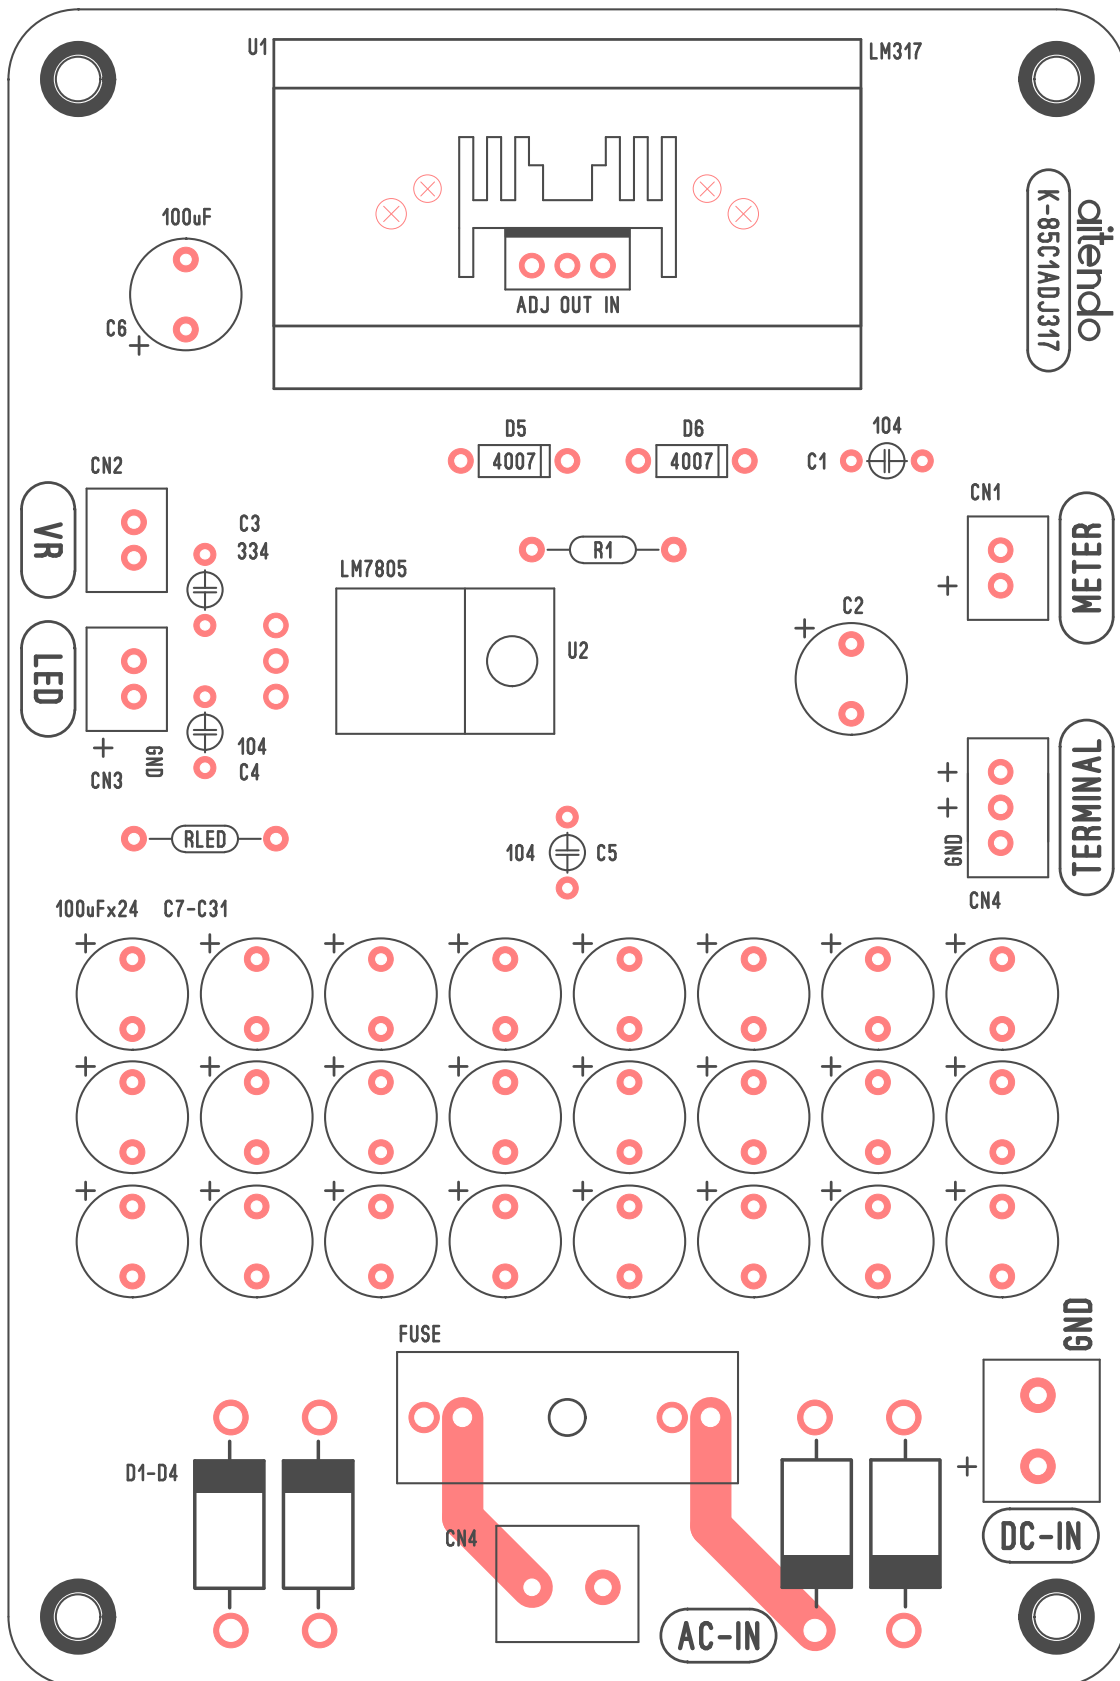 U1
LM317
100uF
C6
+
ADJ OUT IN
aitendo
K-85C1ADJ317
D5
4007
D6
4007
104
C1
CN2
VR
C3
334
R1
CN1
METER
+
LM7805
U2
C2
+
LED
+
GND
CN3
104
C4
RLED
104
C5
+
+
GND
TERMINAL
CN4
100uFx24 C7-C31
+ + + + + + + +
+ + + + + + + +
+ + + + + + + +
FUSE
GND
D1-D4
+
CN4
DC-IN
AC-IN